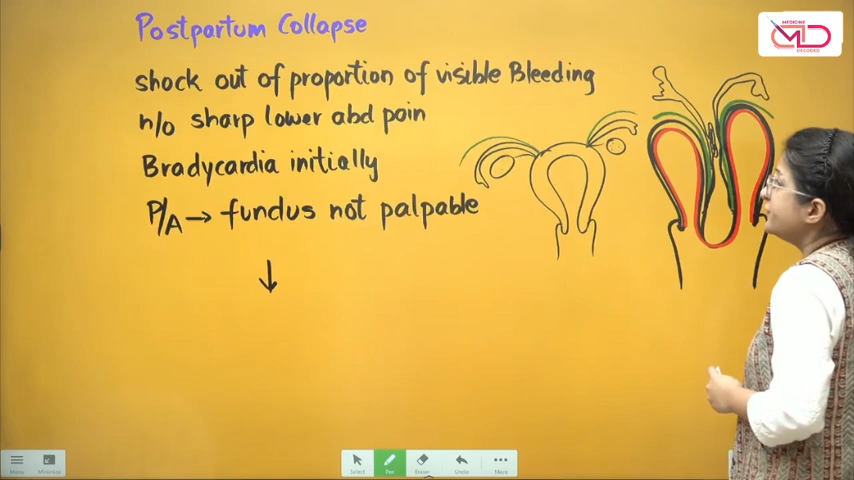 Postpartum Collapse
shock out of proportion of visible Bleeding
h/o sharp lower abd pain
Bradycardia initially
P/A → fundus not palpable
↓
MEDICINE
MD
DECODED
Menu
Minimize
Select
Pen
Eraser
Undo
More